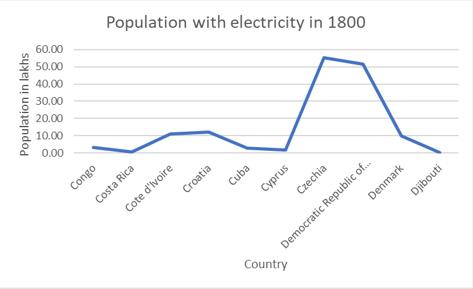 Population with electricity in 1800
Population in lakhs
60.00
50.00
40.00
30.00
20.00
10.00
0.00
Congo
Costa Rica
Cote d'Ivoire
Croatia
Cuba
Cyprus
Czechia
Democratic Republic of...
Denmark
Djibouti
Country